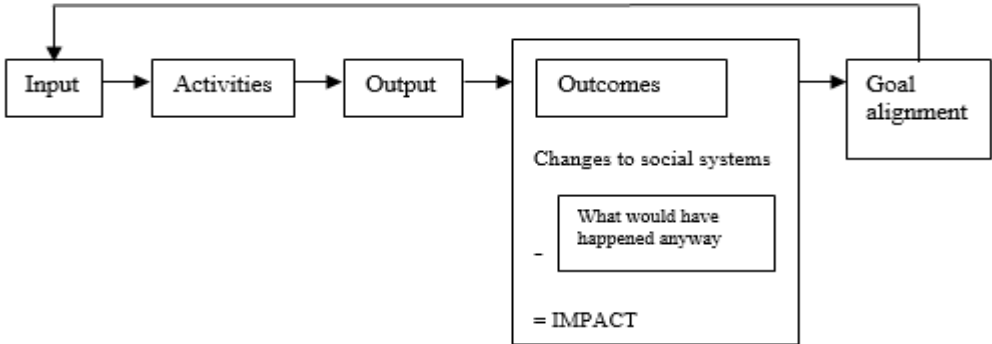 Input
Activities
Output
Outcomes
Goal
alignment
Changes to social systems
What would have
happened anyway
-
= IMPACT